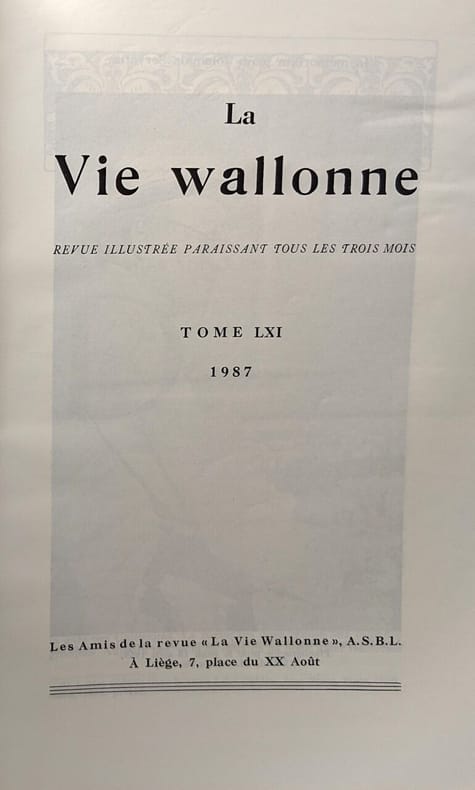 La
Vie wallonne
REVUE ILLUSTRÉE PARAISSANT TOUS LES TROIS MOIS
TOME LXI
1987
Les Amis de la revue « La Vie Wallonne », A.S.B.L.
À Liège, 7, place du XX Août